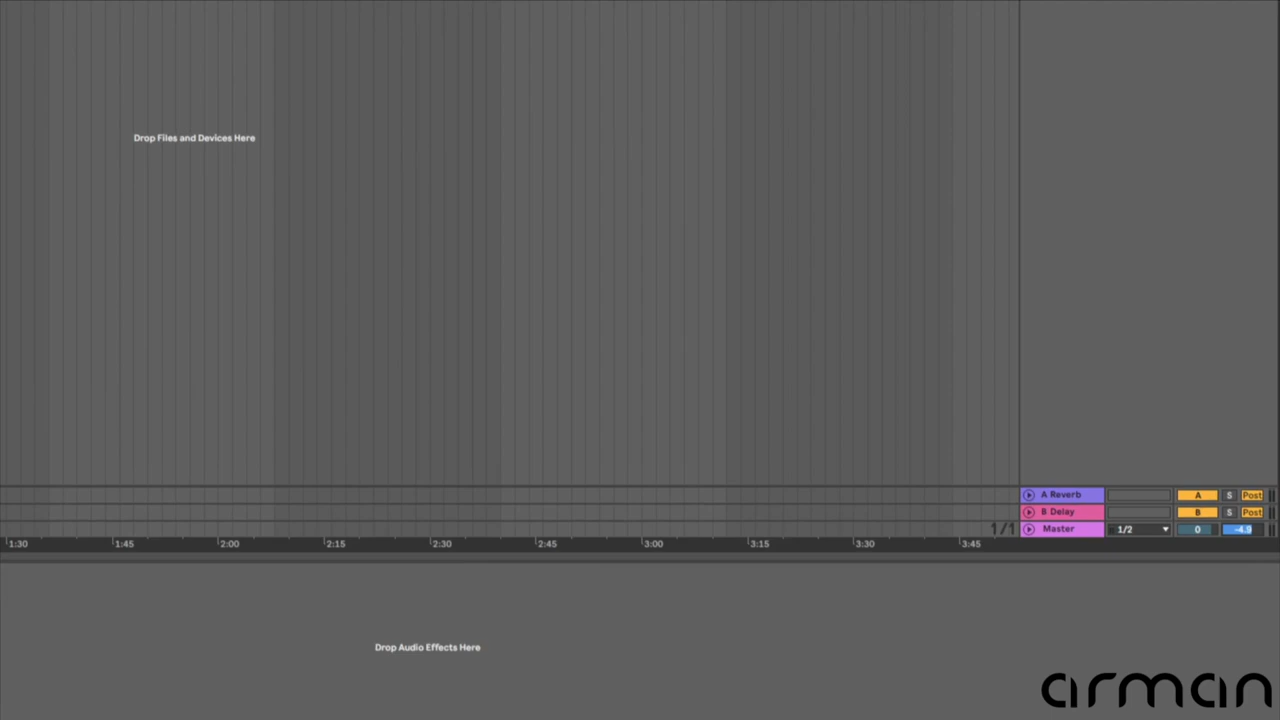 Drop Files and Devices Here
A Reverb A S Post
B Delay B S Post
1/1 Master 1/2 0 -4.9
1:30 1:45 2:00 2:15 2:30 2:45 3:00 3:15 3:30 3:45
Drop Audio Effects Here
arman